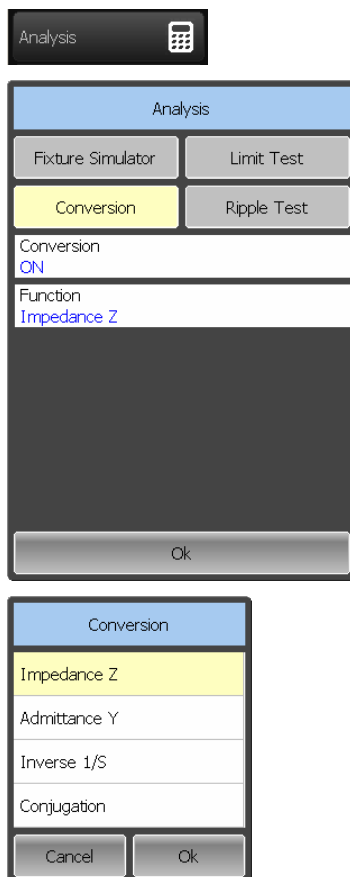 Analysis
Analysis
Fixture Simulator
Limit Test
Conversion
Ripple Test
Conversion
ON
Function
Impedance Z
Ok
Conversion
Impedance Z
Admittance Y
Inverse 1/S
Conjugation
Cancel
Ok